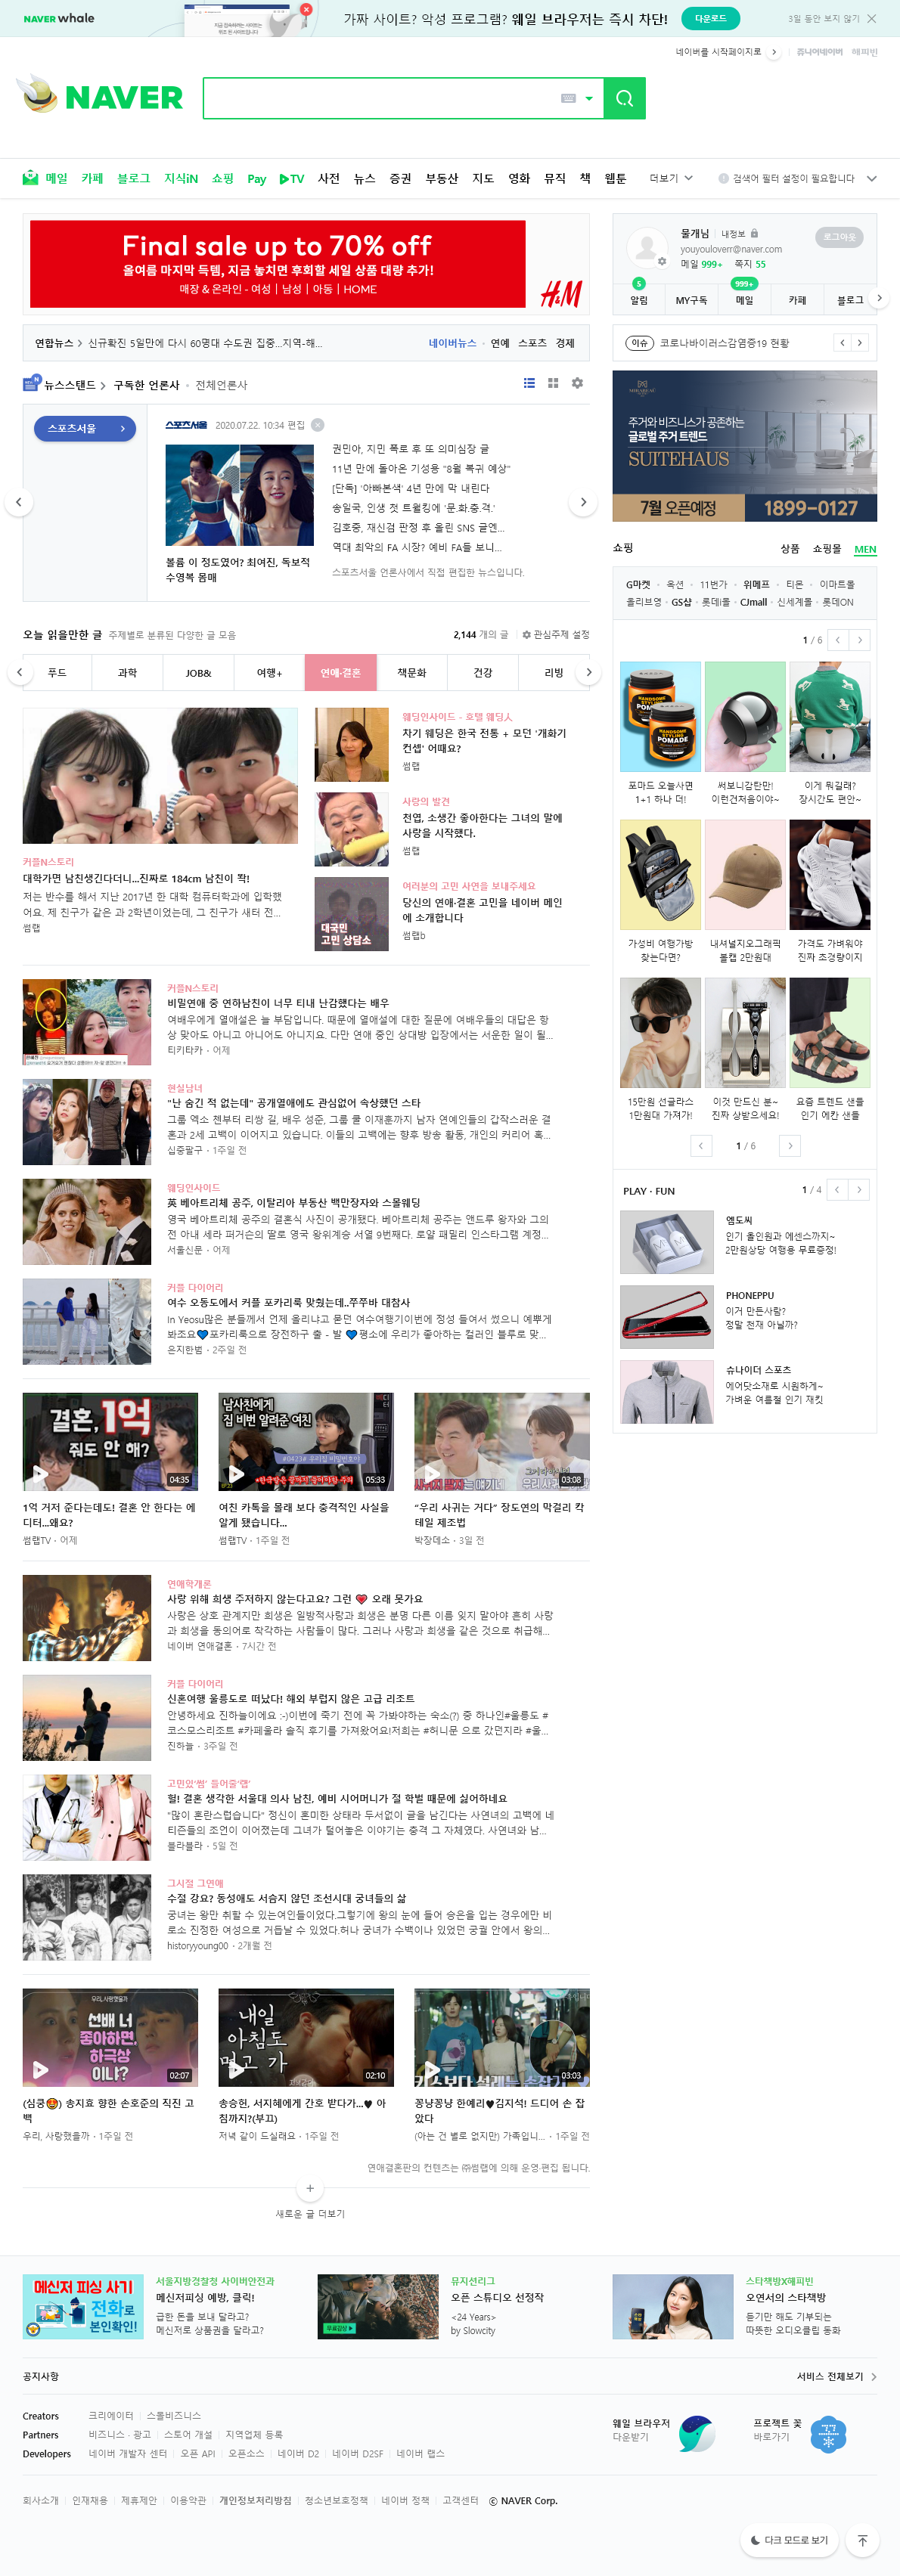 NAVER whale
가짜 사이트? 악성 프로그램? 웨일 브라우저는 즉시 차단!
다운로드
3일 동안 보지 않기
네이버를 시작페이지로
쥬니어네이버
해피빈
NAVER
메일 카페 블로그 지식iN 쇼핑 Pay TV 사전 뉴스 증권 부동산 지도 영화 뮤직 책 웹툰
더보기
검색어 필터 설정이 필요합니다
Final sale up to 70% off
올여름 마지막 득템, 지금 놓치면 후회할 세일 상품 대량 추가!
매장 & 온라인 - 여성 | 남성 | 아동 | HOME
H&M
물개님
내정보
로그아웃
youyouloverr@naver.com
메일 999+ 쪽지 55
5
999+
알림 MY구독 메일 카페 블로그
연합뉴스 신규확진 5일만에 다시 60명대 수도권 집중...지역-해...
네이버뉴스 연예 스포츠 경제
이슈 코로나바이러스감염증19 현황
뉴스스탠드 구독한 언론사 전체언론사
스포츠서울
스포츠서울 2020.07.22. 10:34 편집
볼륨 이 정도였어? 최여진, 독보적 수영복 몸매
권민아, 지민 폭로 후 또 의미심장 글
11년 만에 돌아온 기성용 "8월 복귀 예상"
[단독] '아빠본색' 4년 만에 막 내린다
송일국, 인생 첫 트월킹에 '문.화.충.격.'
김호중, 재신검 판정 후 올린 SNS 글엔...
역대 최악의 FA 시장? 예비 FA들 보니...
스포츠서울 언론사에서 직접 편집한 뉴스입니다.
주거와 비즈니스가 공존하는
글로벌 주거 트렌드
SUITEHAUS
7월 오픈예정
1899-0127
쇼핑
상품 쇼핑몰 MEN
G마켓 옥션 11번가 위메프 티몬 이마트몰
올리브영 GS샵 롯데i몰 CJmall 신세계몰 롯데ON
1 / 6
포마드 오늘사면
1+1 하나 더!
써보니감탄만!
이런건처음이야~
이게 뭐길래?
장시간도 편안~
가성비 여행가방
찾는다면?
내셔널지오그래픽
볼캡 2만원대
가격도 가벼워야
진짜 초경량이지
15만원 선글라스
1만원대 가져가!
이것 만드신 분~
진짜 상받으세요!
요즘 트렌드 샌들
인기 에칸 샌들
1 / 6
PLAY · FUN
1 / 4
앱도씨
인기 올인원과 에센스까지~
2만원상당 여행용 무료증정!
PHONEPPU
이거 만든사람?
정말 천재 아닐까?
슈나이더 스포츠
에어닷소재로 시원하게~
가벼운 여름철 인기 재킷
오늘 읽을만한 글 주제별로 분류된 다양한 글 모음
2,144 개의 글
관심주제 설정
푸드 과학 JOB& 여행+ 연애·결혼 책문화 건강 리빙
커플N스토리
대학가면 남친생긴다더니...진짜로 184cm 남친이 똭!
저는 반수를 해서 지난 2017년 한 대학 컴퓨터학과에 입학했
어요. 제 친구가 같은 과 2학년이었는데, 그 친구가 새터 전...
썸랩
웨딩인사이드 - 호텔 웨딩人
차기 웨딩은 한국 전통 + 모던 '개화기
컨셉' 어때요?
썸랩
사랑의 발견
전엽, 소생간 좋아한다는 그녀의 말에
사랑을 시작했다.
썸랩
대국민
고민 상담소
여러분의 고민 사연을 보내주세요
당신의 연애·결혼 고민을 네이버 메인
에 소개합니다
썸랩b
커플N스토리
비밀연애 중 연하남친이 너무 티내 난감했다는 배우
여배우에게 열애설은 늘 부담입니다. 때문에 열애설에 대한 질문에 여배우들의 대답은 항
상 맞아도 아니고 아니어도 아니지요. 다만 연애 중인 상대방 입장에서는 서운한 일이 될...
티키타카 · 어제
현실남녀
"난 숨긴 적 없는데" 공개열애에도 관심없어 속상했던 스타
그룹 엑소 첸부터 리쌍 길, 배우 성준, 그룹 쿨 이재훈까지 남자 연예인들의 갑작스러운 결
혼과 2세 고백이 이어지고 있습니다. 이들의 고백에는 향후 방송 활동, 개인의 커리어 혹...
십중팔구 · 1주일 전
웨딩인사이드
英 베아트리체 공주, 이탈리아 부동산 백만장자와 스몰웨딩
영국 베아트리체 공주의 결혼식 사진이 공개됐다. 베아트리체 공주는 앤드루 왕자와 그의
전 아내 세라 퍼거슨의 딸로 영국 왕위계승 서열 9번째다. 로얄 패밀리 인스타그램 계정...
서울신문 · 어제
커플 다이어리
여수 오동도에서 커플 포카리룩 맞췄는데..쭈쭈바 대참사
In Yeosu많은 분들께서 언제 올리냐고 묻던 여수여행기이번에 정성 들여서 썼으니 예쁘게
봐조요💙포카리룩으로 장전하구 출 - 발 💙평소에 우리가 좋아하는 컬러인 블루로 맞...
은지한범 · 2주일 전
결혼, 1억
줘도 안 해?
04:35
1억 거저 준다는데도! 결혼 안 한다는 에
디터...왜요?
썸랩TV · 어제
남사친에게
집 비번 알려준 여친
05:33
여친 카톡을 몰래 보다 충격적인 사실을
알게 됐습니다...
썸랩TV · 1주일 전
03:08
"우리 사귀는 거다" 장도연의 막걸리 칵
테일 제조법
박장데소 · 3일 전
연애학개론
사랑 위해 희생 주저하지 않는다고요? 그런 💗 오래 못가요
사랑은 상호 관계지만 희생은 일방적사랑과 희생은 분명 다른 이름 잊지 말아야 흔히 사랑
과 희생을 동의어로 착각하는 사람들이 많다. 그러나 사랑과 희생을 같은 것으로 취급해...
네이버 연애결혼 · 7시간 전
커플 다이어리
신혼여행 울릉도로 떠났다! 해외 부럽지 않은 고급 리조트
안녕하세요 진하늘이에요 :-)이번에 죽기 전에 꼭 가봐야하는 숙소(?) 중 하나인#울릉도 #
코스모스리조트 #카페울라 솔직 후기를 가져왔어요!저희는 #허니문 으로 갔던지라 #울...
진하늘 · 3주일 전
고민있'썸' 들어줄'랩'
헐! 결혼 생각한 서울대 의사 남친, 예비 시어머니가 절 학벌 때문에 싫어하네요
"많이 혼란스럽습니다" 정신이 혼미한 상태라 두서없이 글을 남긴다는 사연녀의 고백에 네
티즌들의 조언이 이어졌는데 그녀가 털어놓은 이야기는 충격 그 자체였다. 사연녀와 남...
블라블라 · 5일 전
그시절 그연애
수절 강요? 동성애도 서슴지 않던 조선시대 궁녀들의 삶
궁녀는 왕만 취할 수 있는여인들이었다.그렇기에 왕의 눈에 들어 승은을 입는 경우에만 비
로소 진정한 여성으로 거듭날 수 있었다.허나 궁녀가 수백이나 있었던 궁궐 안에서 왕의...
historyyoung00 · 2개월 전
우리, 사랑했을까
선배 너
좋아하면,
하극상
이냐?
02:07
(심쿵🥰) 송지효 향한 손호준의 직진 고
백
우리, 사랑했을까 · 1주일 전
내일
아침도
먹고 가
02:10
송승헌, 서지혜에게 간호 받다가...♥ 아
침까지?(부끄)
저녁 같이 드실래요 · 1주일 전
03:03
꽁냥꽁냥 한예리♥김지석! 드디어 손 잡
았다
(아는 건 별로 없지만) 가족입니... · 1주일 전
연애결혼판의 컨텐츠는 ㈜썸랩에 의해 운영·편집 됩니다.
새로운 글 더보기
메신저 피싱 사기
전화로
본인확인!
서울지방경찰청 사이버안전과
메신저피싱 예방, 클릭!
급한 돈을 보내 달라고?
메신저로 상품권을 달라고?
무료감상
뮤지션리그
오픈 스튜디오 선정작
<24 Years>
by Slowcity
스타책방X해피빈
오연서의 스타책방
듣기만 해도 기부되는
따뜻한 오디오클립 동화
공지사항
서비스 전체보기
Creators 크리에이터 스몰비즈니스
Partners 비즈니스 · 광고 스토어 개설 지역업체 등록
Developers 네이버 개발자 센터 오픈 API 오픈소스 네이버 D2 네이버 D2SF 네이버 랩스
웨일 브라우저
다운받기
프로젝트 꽃
바로가기
회사소개 인재채용 제휴제안 이용약관 개인정보처리방침 청소년보호정책 네이버 정책 고객센터 ⓒ NAVER Corp.
다크 모드로 보기